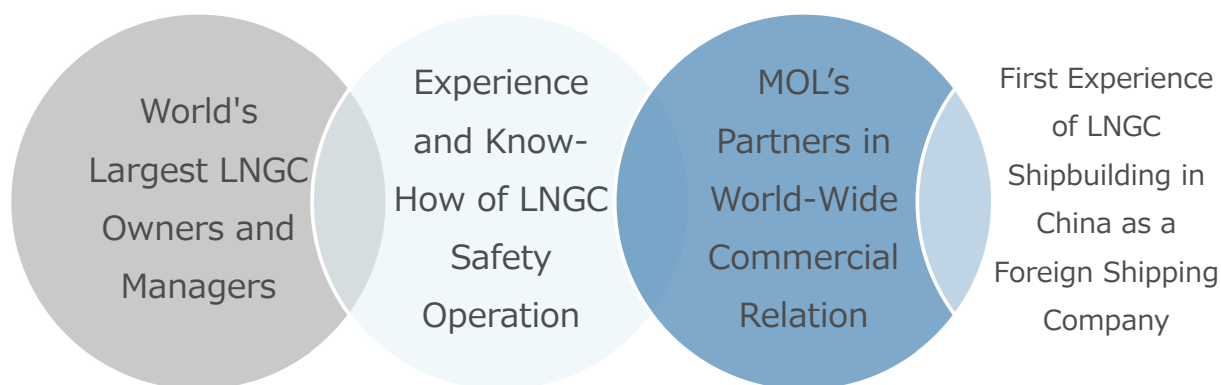 World's
Largest LNGC
Owners and
Managers
Experience
and Know-
How of LNGC
Safety
Operation
MOL’s
Partners in
World-Wide
Commercial
Relation
First Experience
of LNGC
Shipbuilding in
China as a
Foreign Shipping
Company